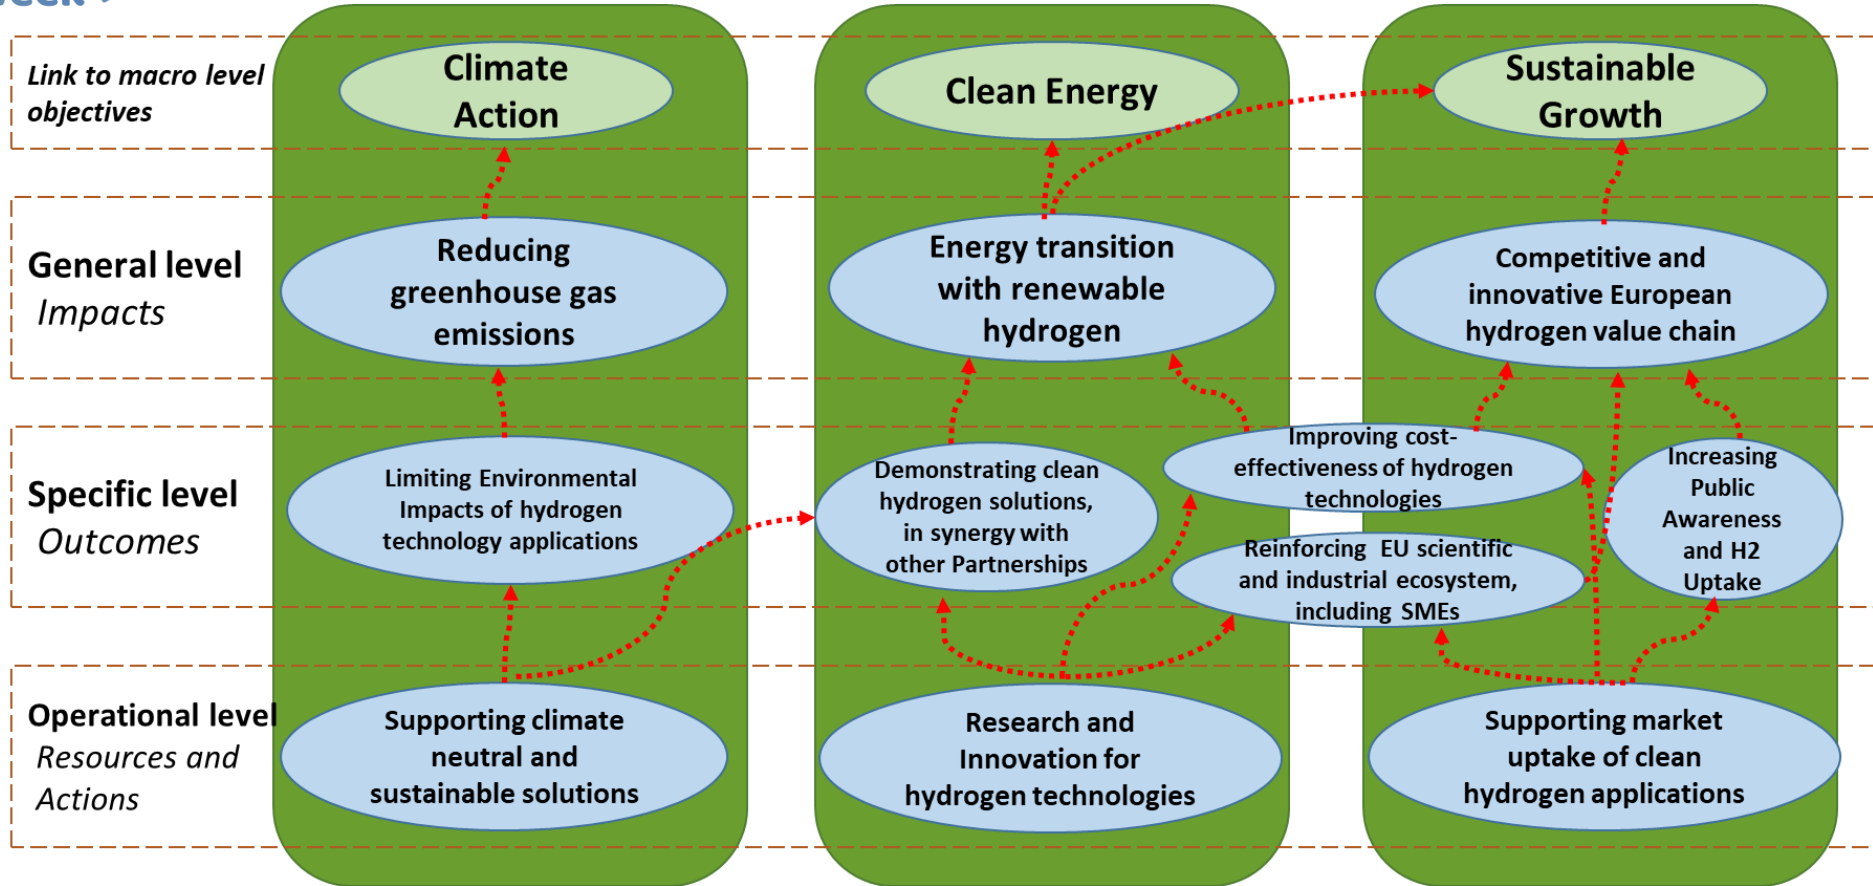 Link to macro level
objectives
Climate
Action
Clean Energy
Sustainable
Growth
General level
Impacts
Reducing
greenhouse gas
emissions
Energy transition
with renewable
hydrogen
Competitive and
innovative European
hydrogen value chain
Specific level
Outcomes
Limiting Environmental
Impacts of hydrogen
technology applications
Demonstrating clean
hydrogen solutions,
in synergy with
other Partnerships
Improving cost-
effectiveness of hydrogen
technologies
Reinforcing EU scientific
and industrial ecosystem,
including SMEs
Increasing
Public
Awareness
and H2
Uptake
Operational level
Resources and
Actions
Supporting climate
neutral and
sustainable solutions
Research and
Innovation for
hydrogen technologies
Supporting market
uptake of clean
hydrogen applications